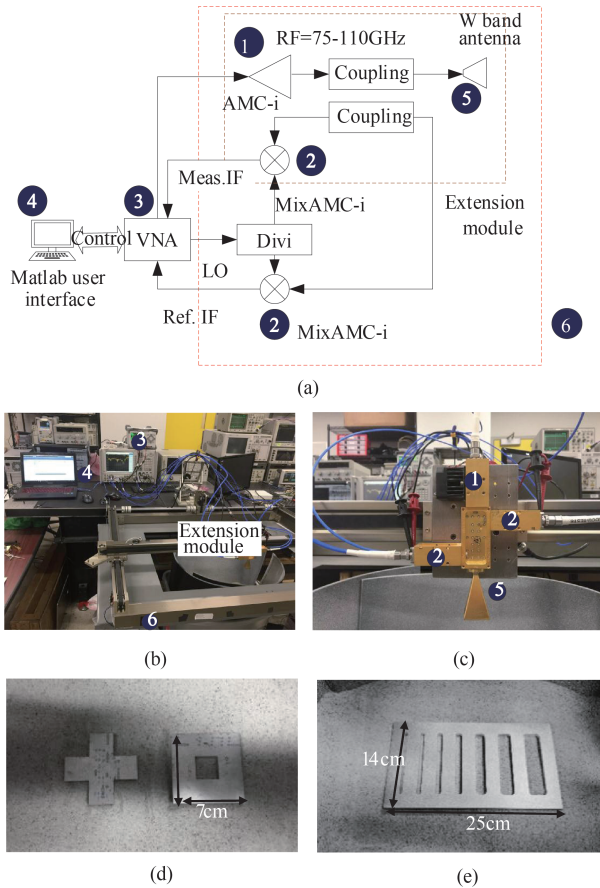 (a)
W band
antenna
1
RF=75-110GHz
Coupling
AMC-i
5
Coupling
2
Meas.IF
4
3
MixAMC-i
Extension
module
Control
VNA
Divi
Matlab user
interface
LO
Ref. IF
2
MixAMC-i
6
(a)
3
4
Extension
module
6
1
2
2
5
(b)
(c)
7cm
14cm
25cm
(d)
(e)